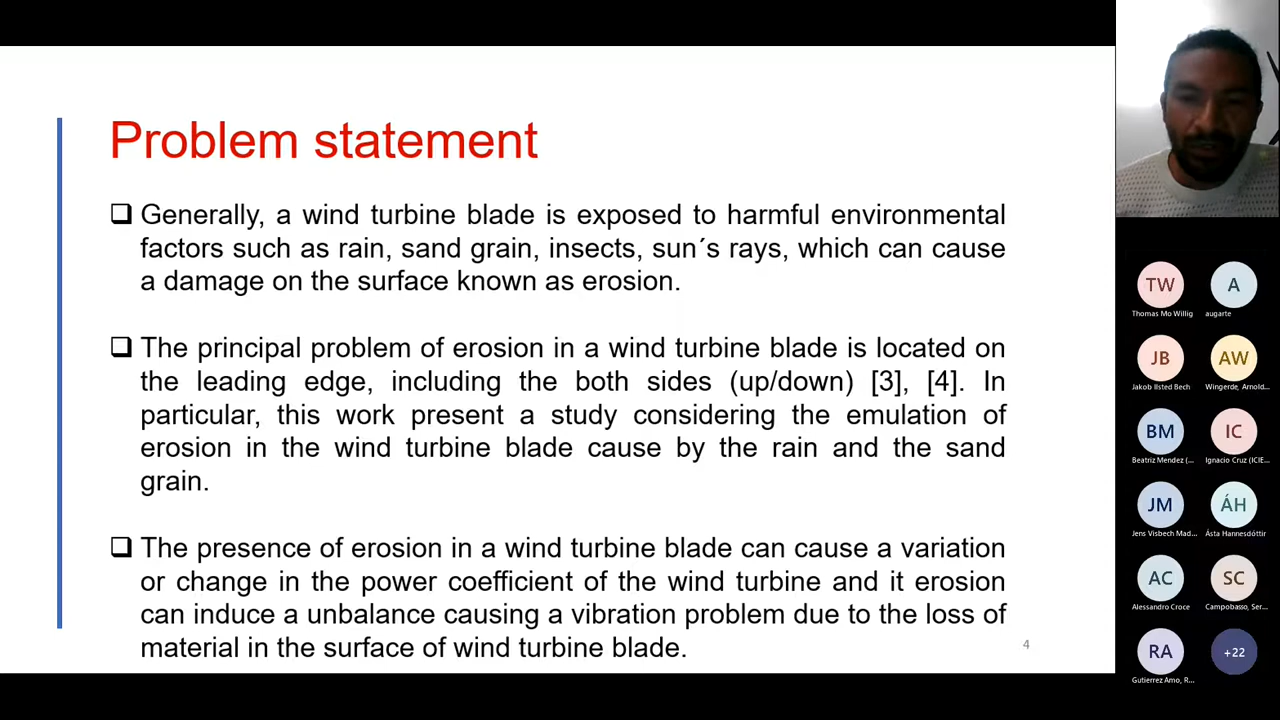 Problem statement
❑ Generally, a wind turbine blade is exposed to harmful environmental
factors such as rain, sand grain, insects, sun´s rays, which can cause
a damage on the surface known as erosion.
❑ The principal problem of erosion in a wind turbine blade is located on
the leading edge, including the both sides (up/down) [3], [4]. In
particular, this work present a study considering the emulation of
erosion in the wind turbine blade cause by the rain and the sand
grain.
❑ The presence of erosion in a wind turbine blade can cause a variation
or change in the power coefficient of the wind turbine and it erosion
can induce a unbalance causing a vibration problem due to the loss of
material in the surface of wind turbine blade.
4
TW
Thomas Mo Willig
A
augarte
JB
Jakob Ilsted Bech
AW
Wingerde, Arnold...
BM
Beatriz Mendez (...
IC
Ignacio Cruz (ICIE...
JM
Jens Visbech Mad...
ÁH
Ásta Hannesdóttir
AC
Alessandro Croce
SC
Campobasso, Ser...
RA
Gutierrez Amo, R...
+22